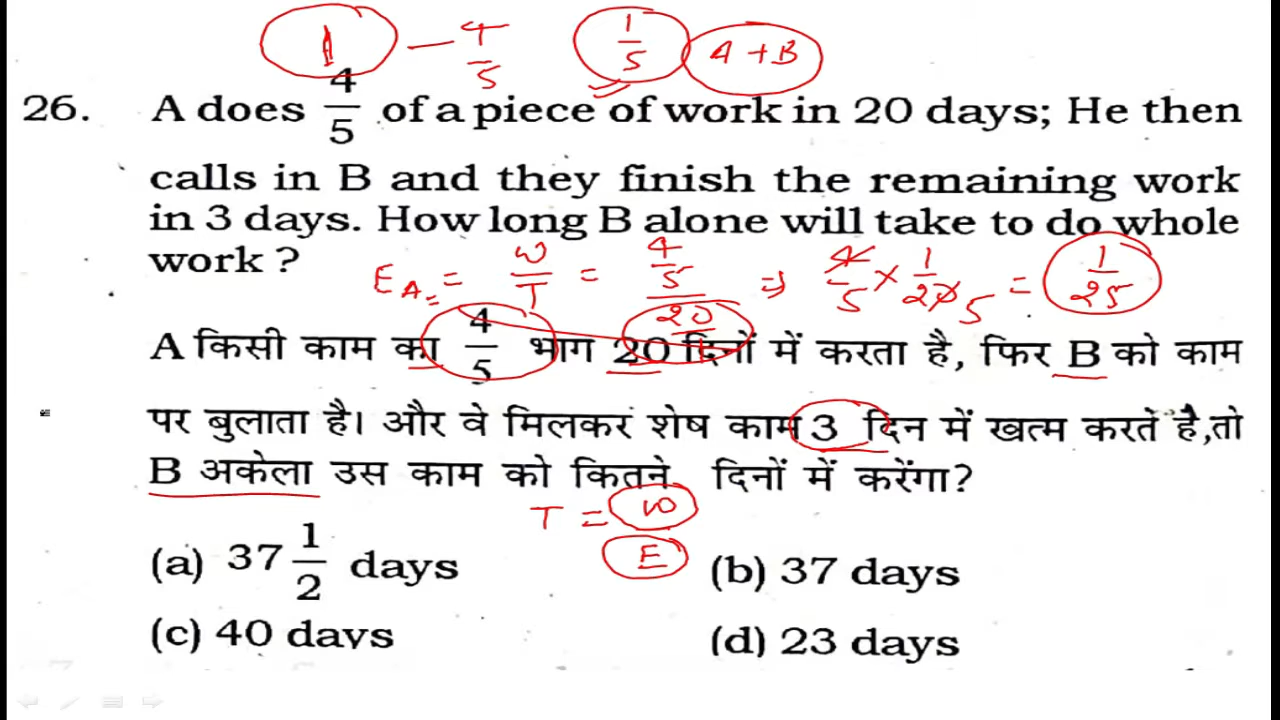 1 - 4/5 1/5 A + B
26. A does 4/5 of a piece of work in 20 days; He then
calls in B and they finish the remaining work
in 3 days. How long B alone will take to do whole
work ?
E A = W/T = 4/5 / 20 ⇒ 4/5 × 1/20 5 = 1/25
A किसी काम का 4/5 भाग 20 दिनों में करता है, फिर B को काम
पर बुलाता है। और वे मिलकर शेष काम 3 दिन में खत्म करते है,तो
B अकेला उस काम को कितने दिनों में करेंगा?
T = W/E
(a) 37 1/2 days (b) 37 days
(c) 40 days (d) 23 days